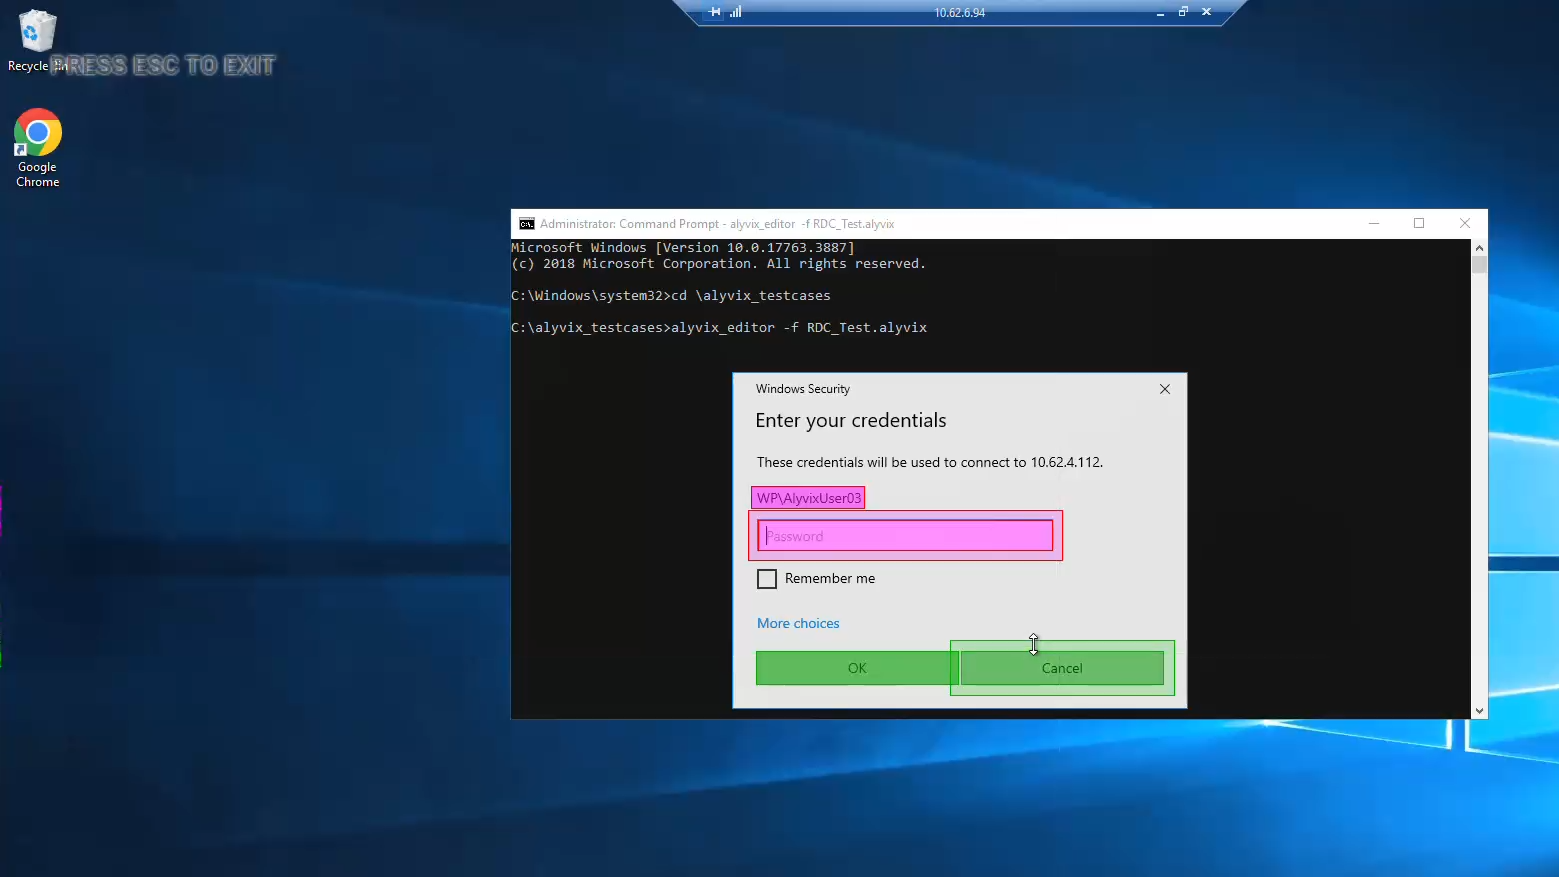 10.62.6.94
Recycle Bin
PRESS ESC TO EXIT
Google
Chrome
Administrator: Command Prompt - alyvix_editor -f RDC_Test.alyvix
Microsoft Windows [Version 10.0.17763.3887]
(c) 2018 Microsoft Corporation. All rights reserved.
C:\Windows\system32>cd \alyvix_testcases
C:\alyvix_testcases>alyvix_editor -f RDC_Test.alyvix
Windows Security
Enter your credentials
These credentials will be used to connect to 10.62.4.112.
WP\AlyvixUser03
Password
Remember me
More choices
OK
Cancel